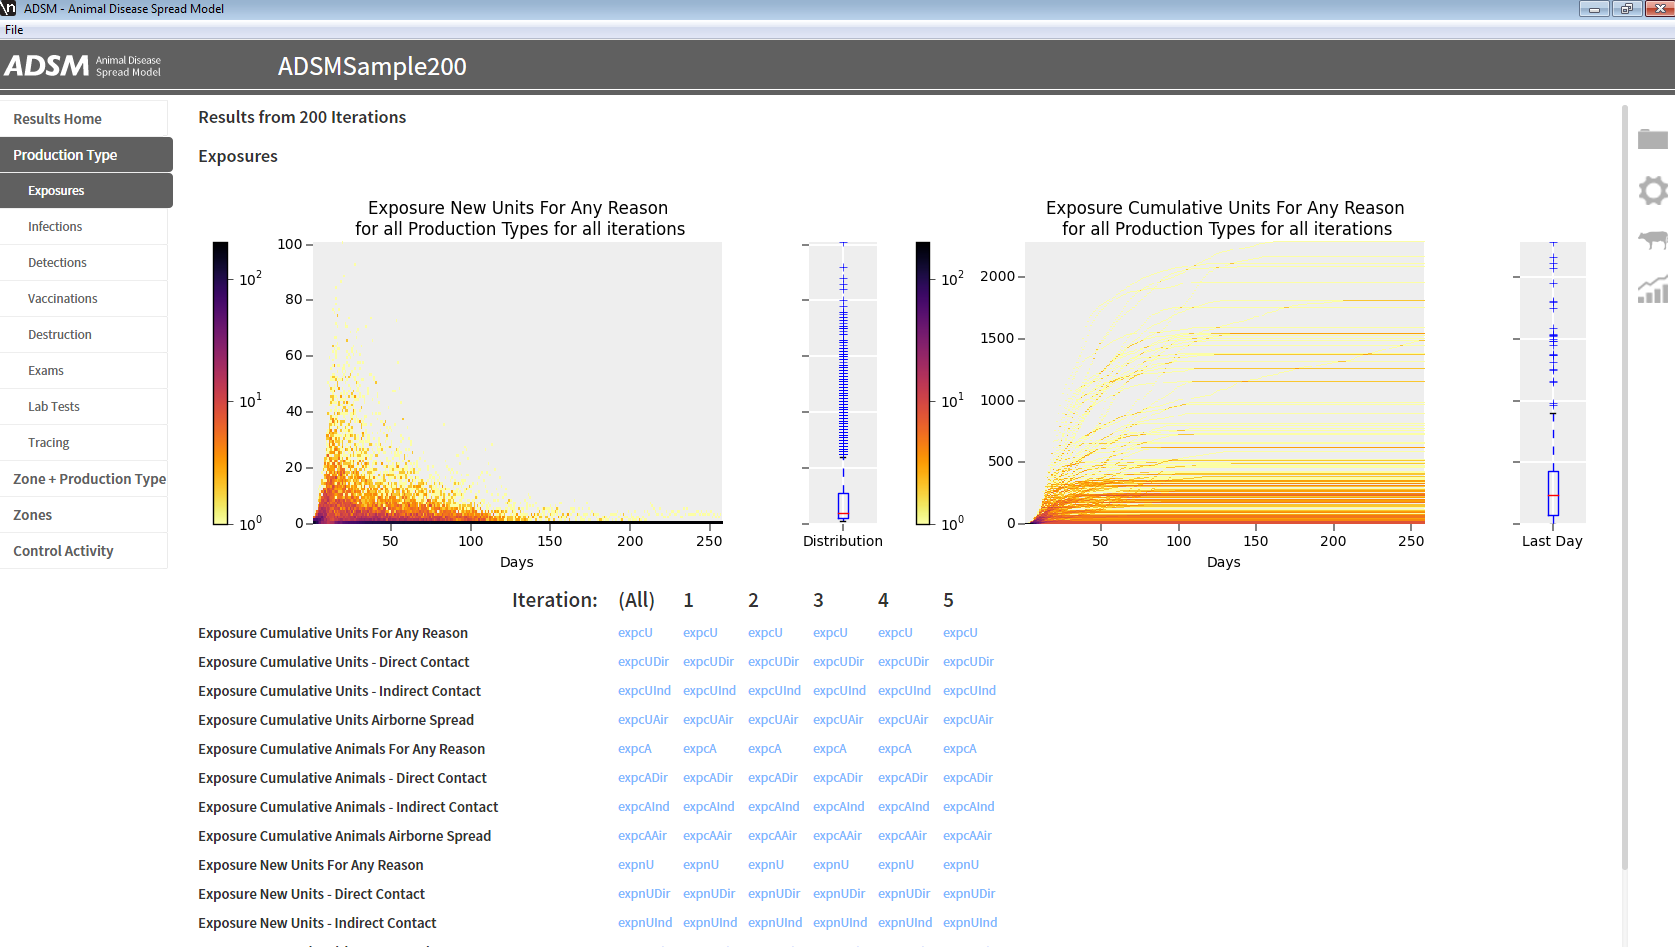 \n ADSM - Animal Disease Spread Model
File
ADSM Animal Disease Spread Model
ADSMSample200
Results Home
Production Type
Exposures
Infections
Detections
Vaccinations
Destruction
Exams
Lab Tests
Tracing
Zone + Production Type
Zones
Control Activity
Results from 200 Iterations
Exposures
Exposure New Units For Any Reason
for all Production Types for all iterations
10^2
10^1
10^0
100
80
60
40
20
0
50 100 150 200 250
Days
Distribution
Exposure Cumulative Units For Any Reason
for all Production Types for all iterations
10^2
10^1
10^0
2000
1500
1000
500
0
50 100 150 200 250
Days
Last Day
Iteration: (All) 1 2 3 4 5
Exposure Cumulative Units For Any Reason expcU expcU expcU expcU expcU expcU
Exposure Cumulative Units - Direct Contact expcUDir expcUDir expcUDir expcUDir expcUDir expcUDir
Exposure Cumulative Units - Indirect Contact expcUInd expcUInd expcUInd expcUInd expcUInd expcUInd
Exposure Cumulative Units Airborne Spread expcUAir expcUAir expcUAir expcUAir expcUAir expcUAir
Exposure Cumulative Animals For Any Reason expcA expcA expcA expcA expcA expcA
Exposure Cumulative Animals - Direct Contact expcADir expcADir expcADir expcADir expcADir expcADir
Exposure Cumulative Animals - Indirect Contact expcAInd expcAInd expcAInd expcAInd expcAInd expcAInd
Exposure Cumulative Animals Airborne Spread expcAAir expcAAir expcAAir expcAAir expcAAir expcAAir
Exposure New Units For Any Reason expnU expnU expnU expnU expnU expnU
Exposure New Units - Direct Contact expnUDir expnUDir expnUDir expnUDir expnUDir expnUDir
Exposure New Units - Indirect Contact expnUInd expnUInd expnUInd expnUInd expnUInd expnUInd